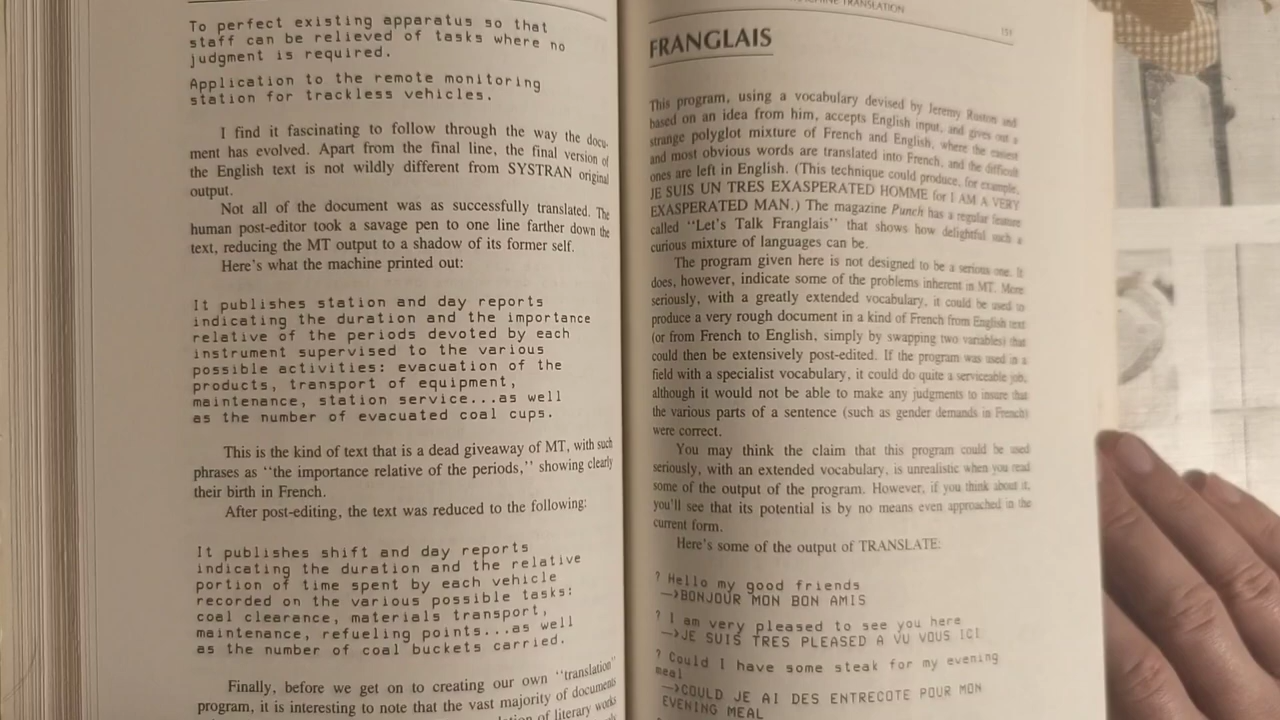 To perfect existing apparatus so that
staff can be relieved of tasks where no
judgment is required.
Application to the remote monitoring
station for trackless vehicles.
I find it fascinating to follow through the way the docu-
ment has evolved. Apart from the final line, the final version of
the English text is not wildly different from SYSTRAN original
output.
Not all of the document was as successfully translated. The
human post-editor took a savage pen to one line farther down the
text, reducing the MT output to a shadow of its former self.
Here's what the machine printed out:
It publishes station and day reports
indicating the duration and the importance
relative of the periods devoted by each
instrument supervised to the various
possible activities: evacuation of the
products, transport of equipment,
maintenance, station service...as well
as the number of evacuated coal cups.
This is the kind of text that is a dead giveaway of MT, with such
phrases as "the importance relative of the periods," showing clearly
their birth in French.
After post-editing, the text was reduced to the following:
It publishes shift and day reports
indicating the duration and the relative
portion of time spent by each vehicle
recorded on the various possible tasks:
coal clearance, materials transport,
maintenance, refueling points...as well
as the number of coal buckets carried.
Finally, before we get on to creating our own "translation"
program, it is interesting to note that the vast majority of documents
of literary works
TRANSLATION
FRANGLAIS
This program, using a vocabulary devised by Jeremy Ruston and
based on an idea from him, accepts English input, and gives out a
strange polyglot mixture of French and English, where the easiest
and most obvious words are translated into French, and the difficult
ones are left in English. (This technique could produce, for example,
JE SUIS UN TRES EXASPERATED HOMME for I AM A VERY
EXASPERATED MAN.) The magazine Punch has a regular feature
called "Let's Talk Franglais" that shows how delightful such a
curious mixture of languages can be.
The program given here is not designed to be a serious one. It
does, however, indicate some of the problems inherent in MT. More
seriously, with a greatly extended vocabulary, it could be used to
produce a very rough document in a kind of French from English text
(or from French to English, simply by swapping two variables) that
could then be extensively post-edited. If the program was used in a
field with a specialist vocabulary, it could do quite a serviceable job,
although it would not be able to make any judgments to insure that
the various parts of a sentence (such as gender demands in French)
were correct.
You may think the claim that this program could be used
seriously, with an extended vocabulary, is unrealistic when you read
some of the output of the program. However, if you think about it,
you'll see that its potential is by no means even approached in the
current form.
Here's some of the output of TRANSLATE:
? Hello my good friends
—>BONJOUR MON BON AMIS
? I am very pleased to see you here
—>JE SUIS TRES PLEASED A VU VOUS ICI
? Could I have some steak for my evening
meal
—>COULD JE AI DES ENTRECOTE POUR MON
EVENING MEAL